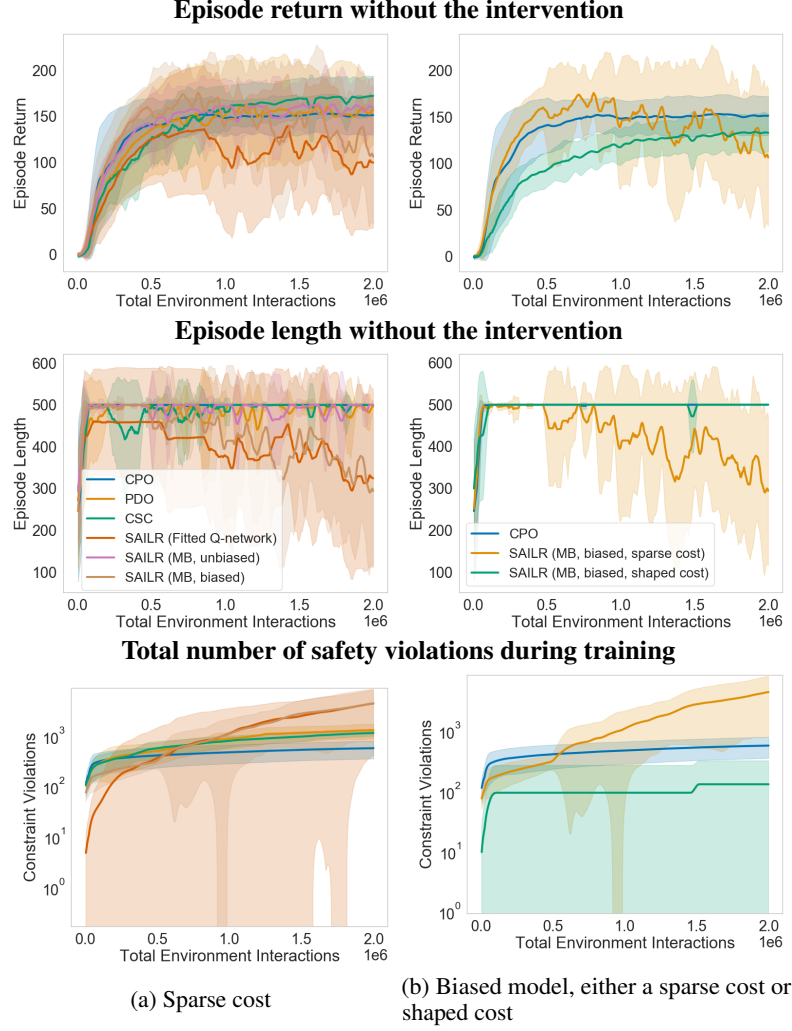 Episode return without the intervention
200
150
100
50
0
Episode Return
0.0 0.5 1.0 1.5 2.0
Total Environment Interactions 1e6
200
150
100
50
0
Episode Return
0.0 0.5 1.0 1.5 2.0
Total Environment Interactions 1e6
Episode length without the intervention
600
500
400
300
200
100
Episode Length
CPO
PDO
CSC
SAILR (Fitted Q-network)
SAILR (MB, unbiased)
SAILR (MB, biased)
0.0 0.5 1.0 1.5 2.0
Total Environment Interactions 1e6
600
500
400
300
200
100
Episode Length
CPO
SAILR (MB, biased, sparse cost)
SAILR (MB, biased, shaped cost)
0.0 0.5 1.0 1.5 2.0
Total Environment Interactions 1e6
Total number of safety violations during training
10³
10²
10¹
10⁰
Constraint Violations
0.0 0.5 1.0 1.5 2.0
Total Environment Interactions 1e6
10³
10²
10¹
10⁰
Constraint Violations
0.0 0.5 1.0 1.5 2.0
Total Environment Interactions 1e6
(a) Sparse cost
(b) Biased model, either a sparse cost or
shaped cost